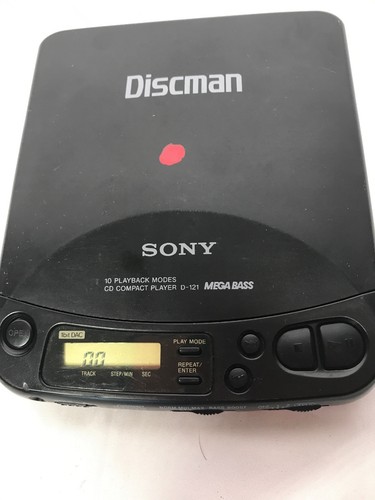 Discman
SONY
10 PLAYBACK MODES
CD COMPACT PLAYER D-121 MEGA BASS
OPEN
1bit DAC
00
TRACK STEP/MIN SEC
PLAY MODE
REPEAT/
ENTER